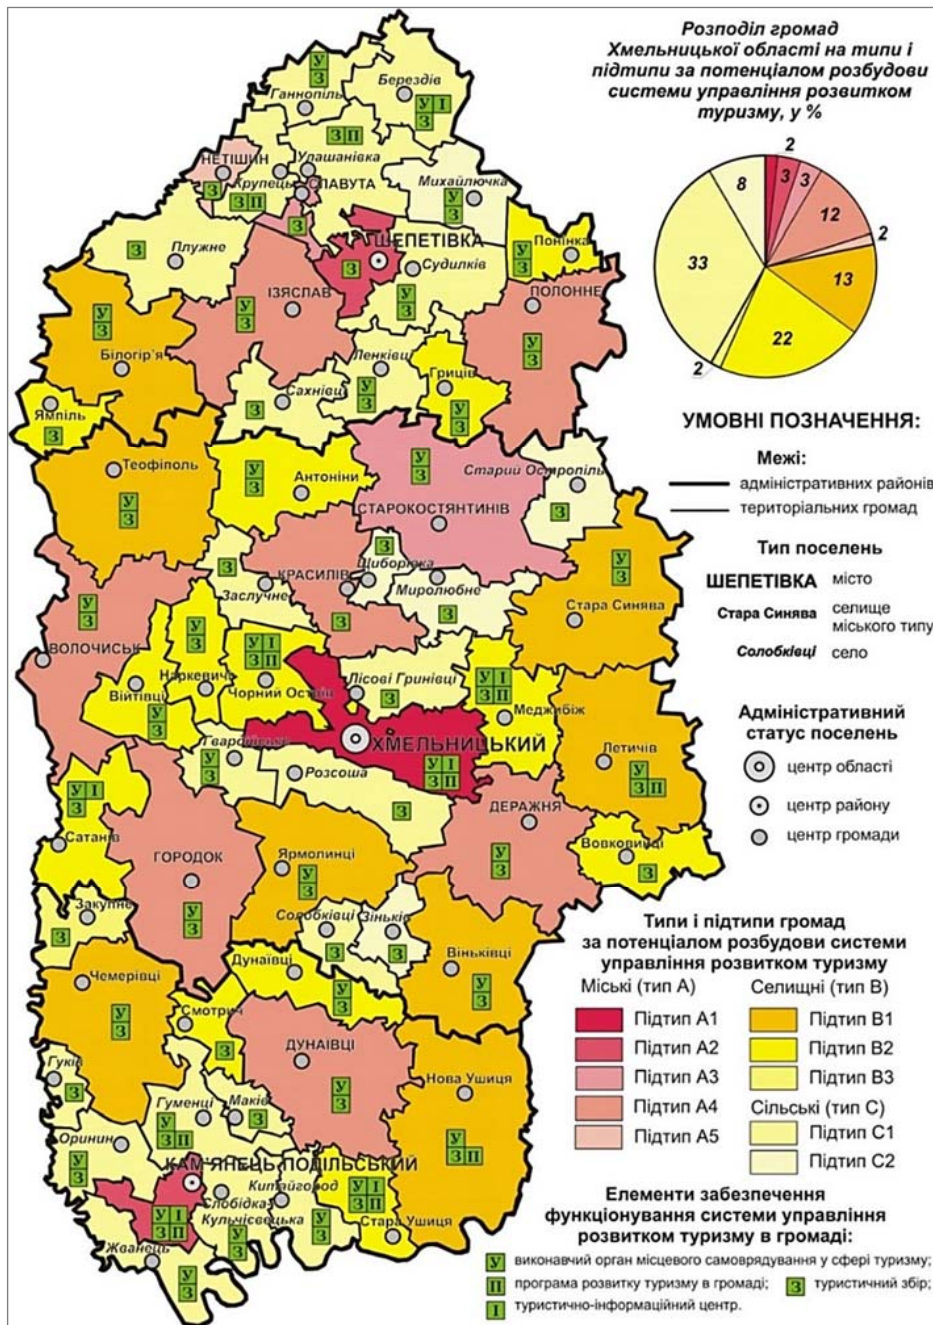 Розподіл громад
Хмельницької області на типи і
підтипи за потенціалом розбудови
системи управління розвитком
туризму, у %
2
3
3
12
2
13
22
2
33
8
УМОВНІ ПОЗНАЧЕННЯ:
Межі:
адміністративних районів
територіальних громад
Тип поселень
ШЕПЕТІВКА місто
Стара Синява селище
міського типу
Солобківці село
Адміністративний
статус поселень
центр області
центр району
центр громади
Типи і підтипи громад
за потенціалом розбудови системи
управління розвитком туризму
Міські (тип А) Селищні (тип В)
Підтип А1 Підтип В1
Підтип А2 Підтип В2
Підтип А3 Підтип В3
Сільські (тип С)
Підтип А4 Підтип С1
Підтип А5 Підтип С2
Елементи забезпечення
функціонування системи управління
розвитком туризму в громаді:
У виконавчий орган місцевого самоврядування у сфері туризму;
П програма розвитку туризму в громаді; З туристичний збір;
І туристично-інформаційний центр.
Ганнопіль
У
З
Берездів
У І
З
З П
НЕТІШИН
З
Улашанівка
Крупець
З П
СЛАВУТА
З
Михайлючка
У
З
Плужне
З
ШЕПЕТІВКА
З
Судилків
У
З
Понінка
У
З
ІЗЯСЛАВ
У
З
ПОЛОННЕ
У
З
Білогір'я
У
З
Ямпіль
З
Сахнівці
З
Ленківці
У
З
Гриців
У
З
Теофіполь
У
З
Антоніни
У
З
СТАРОКОСТЯНТИНІВ
У
З
Старий Остропіль
З
Заслучне
З
КРАСИЛІВ
З
Щиборівка
З
Миролюбне
З
Стара Синява
У
З
ВОЛОЧИСЬК
У
З
Війтівці
У
З
Наркевичі
У
З
Чорний Острів
У І
З П
Лісові Гринівці
З
Меджибіж
У І
З П
ХМЕЛЬНИЦЬКИЙ
У І
З П
Летичів
У
З П
Гвардійське
У
З
Розсоша
З
Сатанів
У І
З
ГОРОДОК
У
З
ДЕРАЖНЯ
У
З
Вовковинці
З
Ярмолинці
У
З
Закупне
З
Солобківці
З
Зіньків
З
Віньківці
У
З
Чемерівці
У
З
Дунаївці
У
З
Смотрич
З
ДУНАЇВЦІ
У
З
Нова Ушиця
У
З П
Гуків
З
Гуменці
У
З П
Маків
З
Оринин
У
З
КАМ'ЯНЕЦЬ-ПОДІЛЬСЬКИЙ
У І
З П
Слобідка-
Кульчієвецька
У
З
Китайгород
У
З
Стара Ушиця
У І
З П
Жванець
У
З